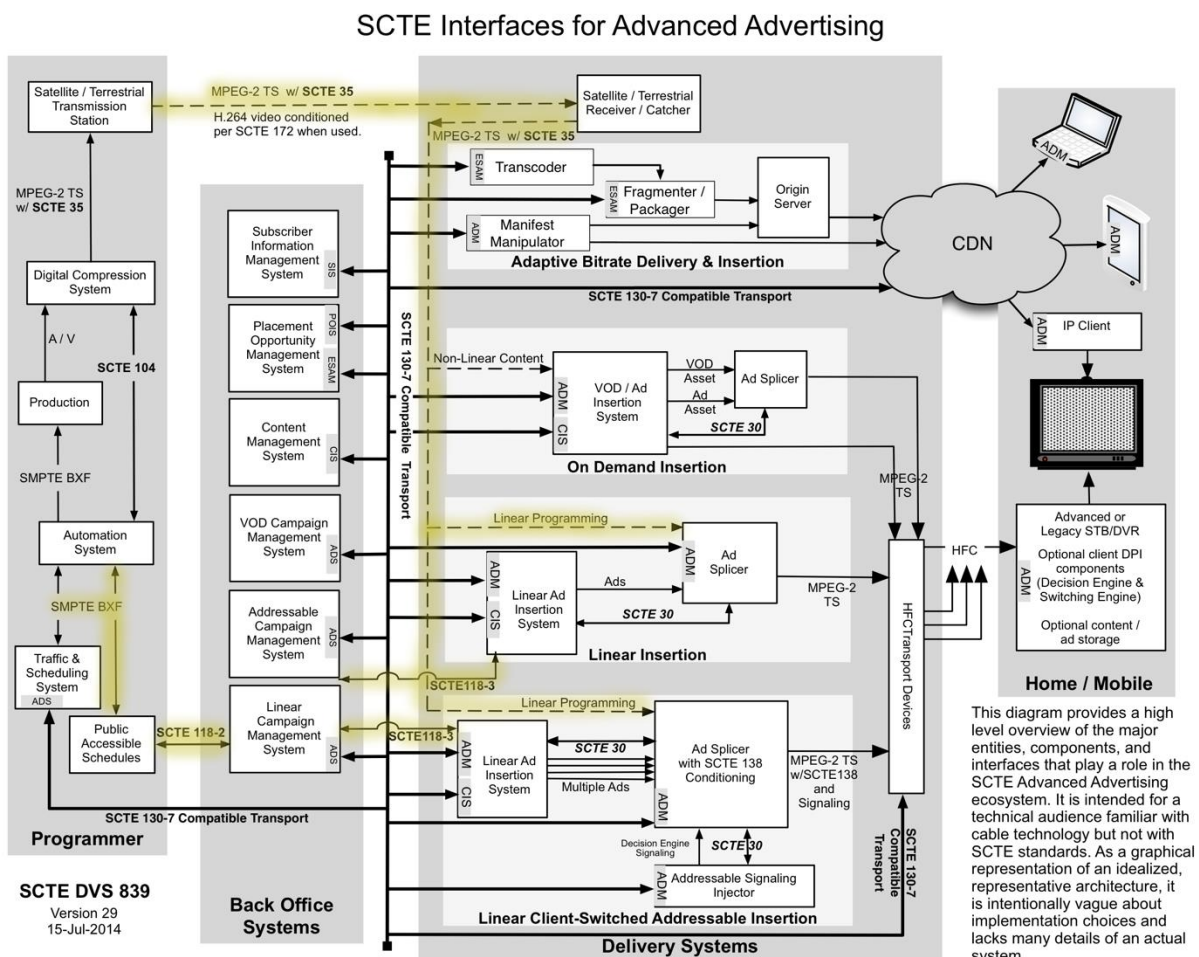 SCTE Interfaces for Advanced Advertising
Satellite / Terrestrial
Transmission
Station
MPEG-2 TS w/ SCTE 35
H.264 video conditioned
per SCTE 172 when used.
Satellite / Terrestrial
Receiver / Catcher
MPEG-2 TS w/ SCTE 35
MPEG-2 TS
w/ SCTE 35
Digital Compression
System
A / V
SCTE 104
Production
SMPTE BXF
Automation
System
SMPTE BXF
Traffic &
Scheduling
System
ADS
Public
Accessible
Schedules
SCTE 118-2
SCTE 130-7 Compatible Transport
Programmer
SCTE DVS 839
Version 29
15-Jul-2014
Subscriber
Information
Management
System
SIS
Placement
Opportunity
Management
System
POIS
ESAM
Content
Management
System
CIS
VOD Campaign
Management
System
ADS
Addressable
Campaign
Management
System
ADS
Linear
Campaign
Management
System
ADS
Back Office
Systems
SCTE 130-7 Compatible Transport
ESAM
Transcoder
ESAM
Fragmenter /
Packager
Origin
Server
ADM
Manifest
Manipulator
Adaptive Bitrate Delivery & Insertion
SCTE 130-7 Compatible Transport
Non-Linear Content
ADM
CIS
VOD / Ad
Insertion
System
VOD
Asset
Ad
Asset
Ad Splicer
SCTE 30
On Demand Insertion
MPEG-2
TS
Linear Programming
ADM
CIS
Linear Ad
Insertion
System
Ads
SCTE 30
ADM
Ad
Splicer
MPEG-2
TS
Linear Insertion
SCTE118-3
Linear Programming
SCTE118-3
ADM
CIS
Linear Ad
Insertion
System
SCTE 30
Multiple Ads
Ad Splicer
with SCTE 138
Conditioning
ADM
MPEG-2 TS
w/SCTE138
and
Signaling
Decision Engine
Signaling
SCTE 30
ADM
Addressable Signaling
Injector
Linear Client-Switched Addressable Insertion
Delivery Systems
HFCTransport Devices
SCTE 130-7
Compatible
Transport
HFC
CDN
ADM
ADM
ADM
IP Client
ADM
Advanced or
Legacy STB/DVR
Optional client DPI
components
(Decision Engine &
Switching Engine)
Optional content /
ad storage
Home / Mobile
This diagram provides a high
level overview of the major
entities, components, and
interfaces that play a role in the
SCTE Advanced Advertising
ecosystem. It is intended for a
technical audience familiar with
cable technology but not with
SCTE standards. As a graphical
representation of an idealized,
representative architecture, it
is intentionally vague about
implementation choices and
lacks many details of an actual
system